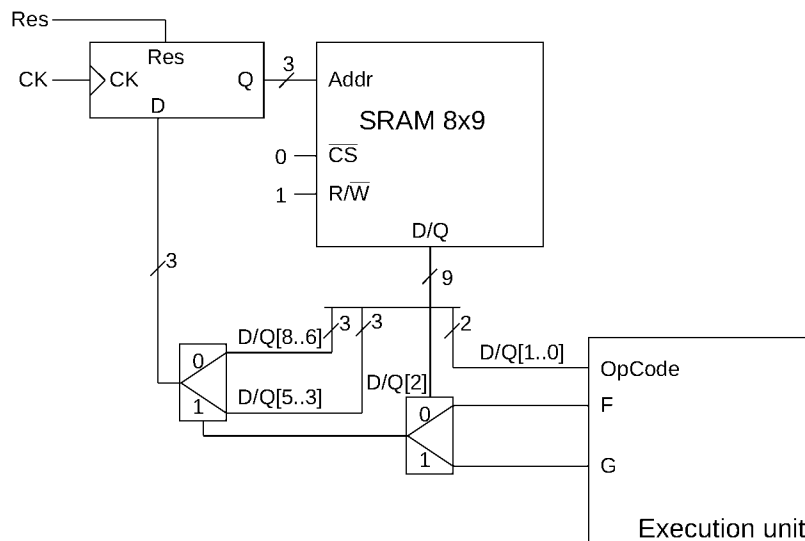 Res
Res
CK
CK
Q
D
3
Addr
SRAM 8x9
0
C̅S̅
1
R/W̅
D/Q
9
3
3
3
2
D/Q[8..6]
D/Q[5..3]
D/Q[2]
D/Q[1..0]
0
1
0
1
OpCode
F
G
Execution unit